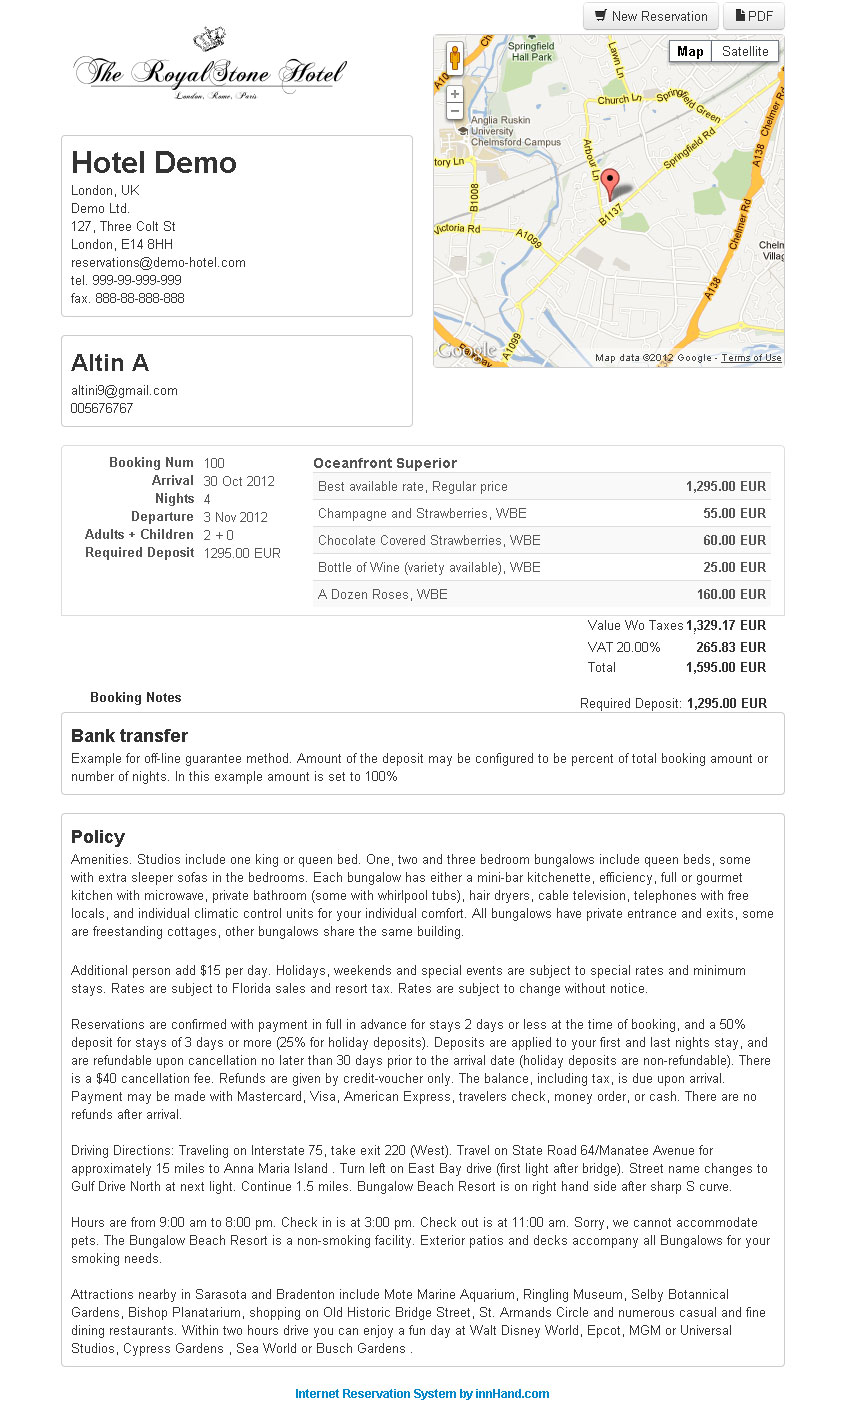 New Reservation
PDF
The RoyalStone Hotel
London, Rome, Paris
Springfield
Hall Park
Map
Satellite
Lawn Ln
Church Ln
Springfield Green
Anglia Ruskin
University
Chelmsford Campus
Arbour Ln
Springfield Rd
Chelmer Rd
A138
B1008
B1137
Victoria Rd
A1099
Chelmer Rd
A138
A1099
Google
Map data ©2012 Google - Terms of Use
Hotel Demo
London, UK
Demo Ltd.
127, Three Colt St
London, E14 8HH
reservations@demo-hotel.com
tel. 999-99-999-999
fax. 888-88-888-888
Altin A
altini9@gmail.com
005676767
Booking Num 100
Arrival 30 Oct 2012
Nights 4
Departure 3 Nov 2012
Adults + Children 2 + 0
Required Deposit 1295.00 EUR
Oceanfront Superior
Best available rate, Regular price 1,295.00 EUR
Champagne and Strawberries, WBE 55.00 EUR
Chocolate Covered Strawberries, WBE 60.00 EUR
Bottle of Wine (variety available), WBE 25.00 EUR
A Dozen Roses, WBE 160.00 EUR
Value Wo Taxes 1,329.17 EUR
VAT 20.00% 265.83 EUR
Total 1,595.00 EUR
Booking Notes
Required Deposit: 1,295.00 EUR
Bank transfer
Example for off-line guarantee method. Amount of the deposit may be configured to be percent of total booking amount or
number of nights. In this example amount is set to 100%
Policy
Amenities. Studios include one king or queen bed. One, two and three bedroom bungalows include queen beds, some
with extra sleeper sofas in the bedrooms. Each bungalow has either a mini-bar kitchenette, efficiency, full or gourmet
kitchen with microwave, private bathroom (some with whirlpool tubs), hair dryers, cable television, telephones with free
locals, and individual climatic control units for your individual comfort. All bungalows have private entrance and exits, some
are freestanding cottages, other bungalows share the same building.
Additional person add $15 per day. Holidays, weekends and special events are subject to special rates and minimum
stays. Rates are subject to Florida sales and resort tax. Rates are subject to change without notice.
Reservations are confirmed with payment in full in advance for stays 2 days or less at the time of booking, and a 50%
deposit for stays of 3 days or more (25% for holiday deposits). Deposits are applied to your first and last nights stay, and
are refundable upon cancellation no later than 30 days prior to the arrival date (holiday deposits are non-refundable). There
is a $40 cancellation fee. Refunds are given by credit-voucher only. The balance, including tax, is due upon arrival.
Payment may be made with Mastercard, Visa, American Express, travelers check, money order, or cash. There are no
refunds after arrival.
Driving Directions: Traveling on Interstate 75, take exit 220 (West). Travel on State Road 64/Manatee Avenue for
approximately 15 miles to Anna Maria Island . Turn left on East Bay drive (first light after bridge). Street name changes to
Gulf Drive North at next light. Continue 1.5 miles. Bungalow Beach Resort is on right hand side after sharp S curve.
Hours are from 9:00 am to 8:00 pm. Check in is at 3:00 pm. Check out is at 11:00 am. Sorry, we cannot accommodate
pets. The Bungalow Beach Resort is a non-smoking facility. Exterior patios and decks accompany all Bungalows for your
smoking needs.
Attractions nearby in Sarasota and Bradenton include Mote Marine Aquarium, Ringling Museum, Selby Botannical
Gardens, Bishop Planatarium, shopping on Old Historic Bridge Street, St. Armands Circle and numerous casual and fine
dining restaurants. Within two hours drive you can enjoy a fun day at Walt Disney World, Epcot, MGM or Universal
Studios, Cypress Gardens , Sea World or Busch Gardens .
Internet Reservation System by innHand.com